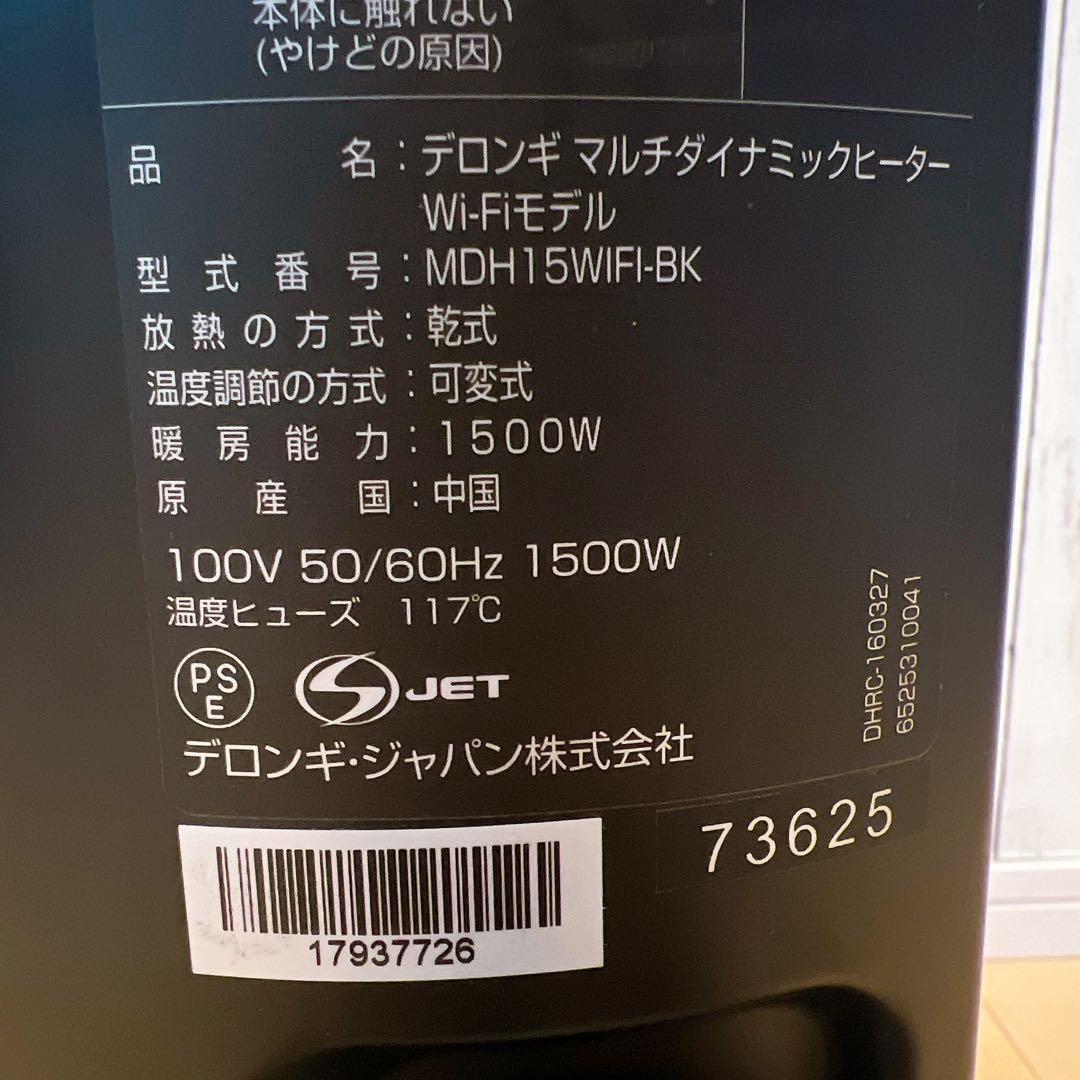 本体に触れない
(やけどの原因)
品名：デロンギ マルチダイナミックヒーター
Wi-Fiモデル
型式番号：MDH15WIFI-BK
放熱の方式：乾式
温度調節の方式：可変式
暖房能力：1500W
原産国：中国
100V 50/60Hz 1500W
温度ヒューズ 117℃
PSE
S JET
デロンギ・ジャパン株式会社
DHRC-160327
6525310041
73625
17937726